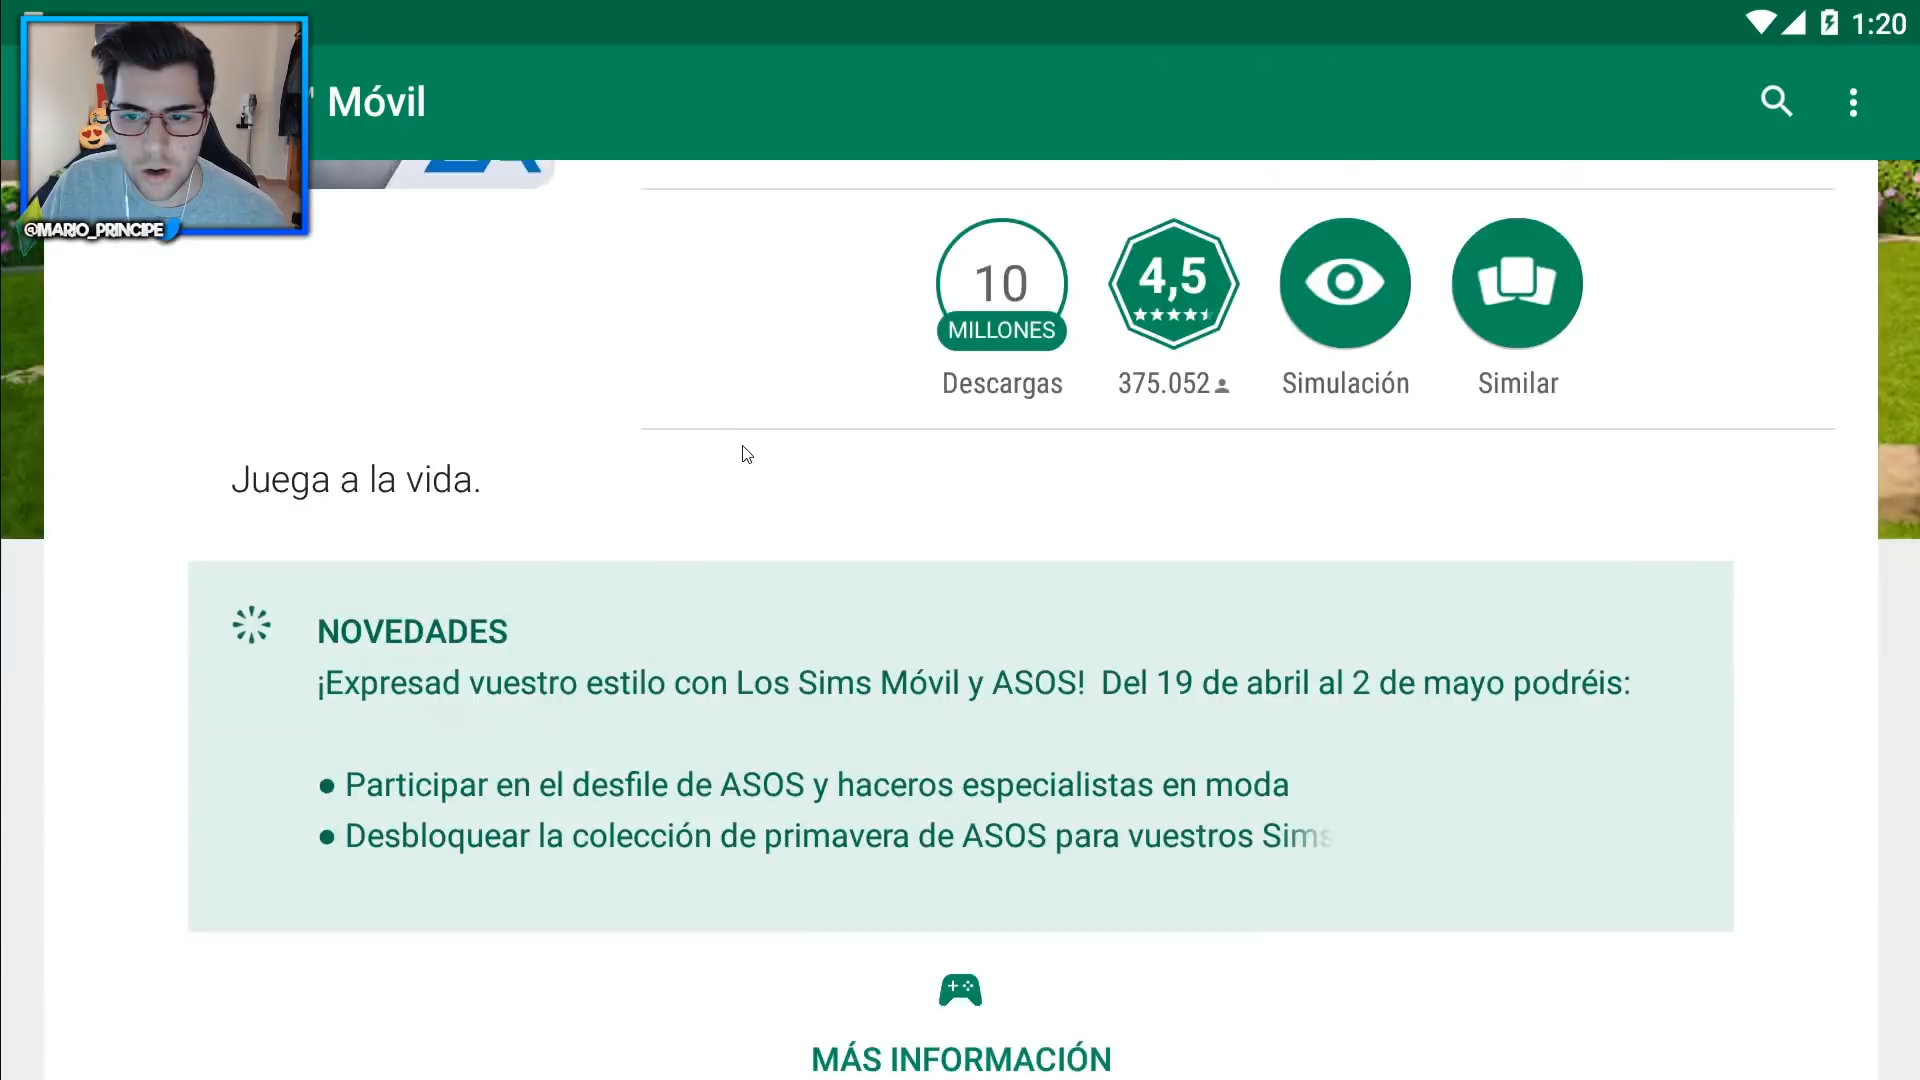 1:20
Móvil
@MARIO_PRINCIPE
10
MILLONES
Descargas
4,5
375.052
Simulación
Similar
Juega a la vida.
NOVEDADES
¡Expresad vuestro estilo con Los Sims Móvil y ASOS! Del 19 de abril al 2 de mayo podréis:
● Participar en el desfile de ASOS y haceros especialistas en moda
● Desbloquear la colección de primavera de ASOS para vuestros Sims
MÁS INFORMACIÓN